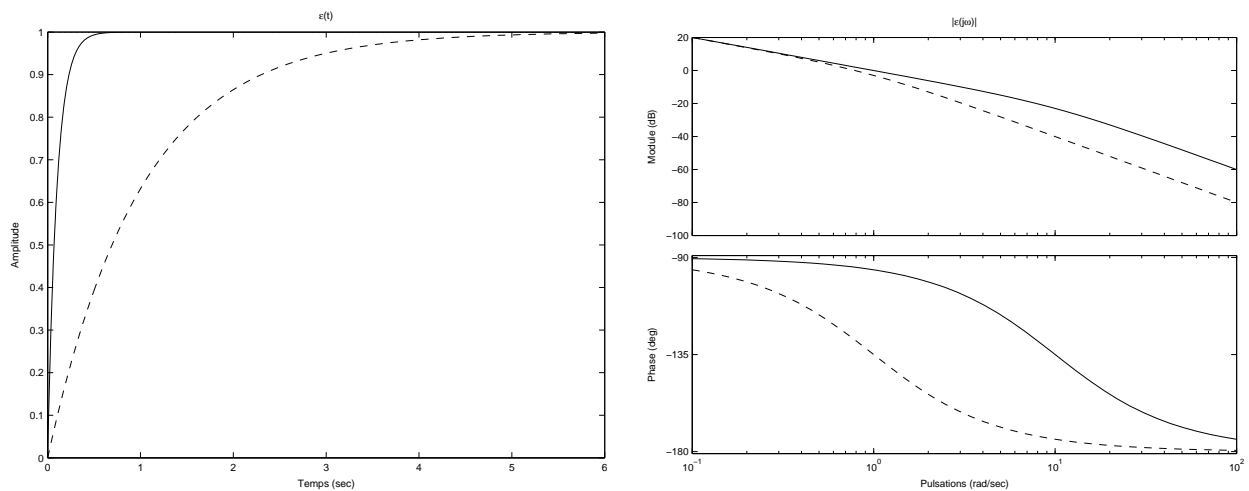 ε(t)
1
0.9
0.8
0.7
0.6
0.5
0.4
0.3
0.2
0.1
0
Amplitude
0 1 2 3 4 5 6
Temps (sec)
|ε(jω)|
20
0
−20
−40
−60
−80
−100
Module (dB)
−90
−135
−180
Phase (deg)
10^−1 10^0 10^1 10^2
Pulsations (rad/sec)